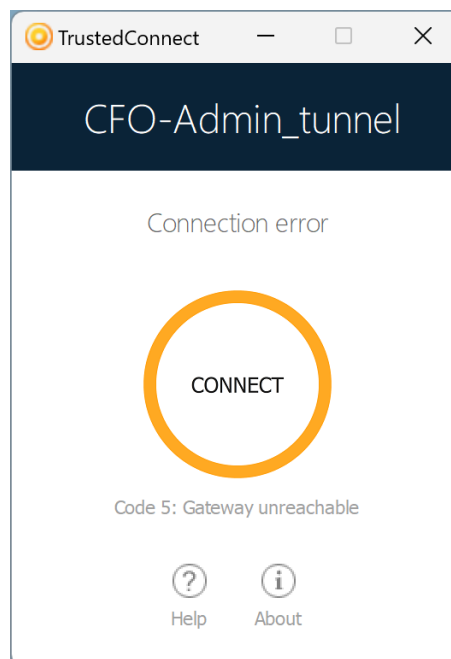 TrustedConnect
CFO-Admin_tunnel
Connection error
CONNECT
Code 5: Gateway unreachable
Help
About